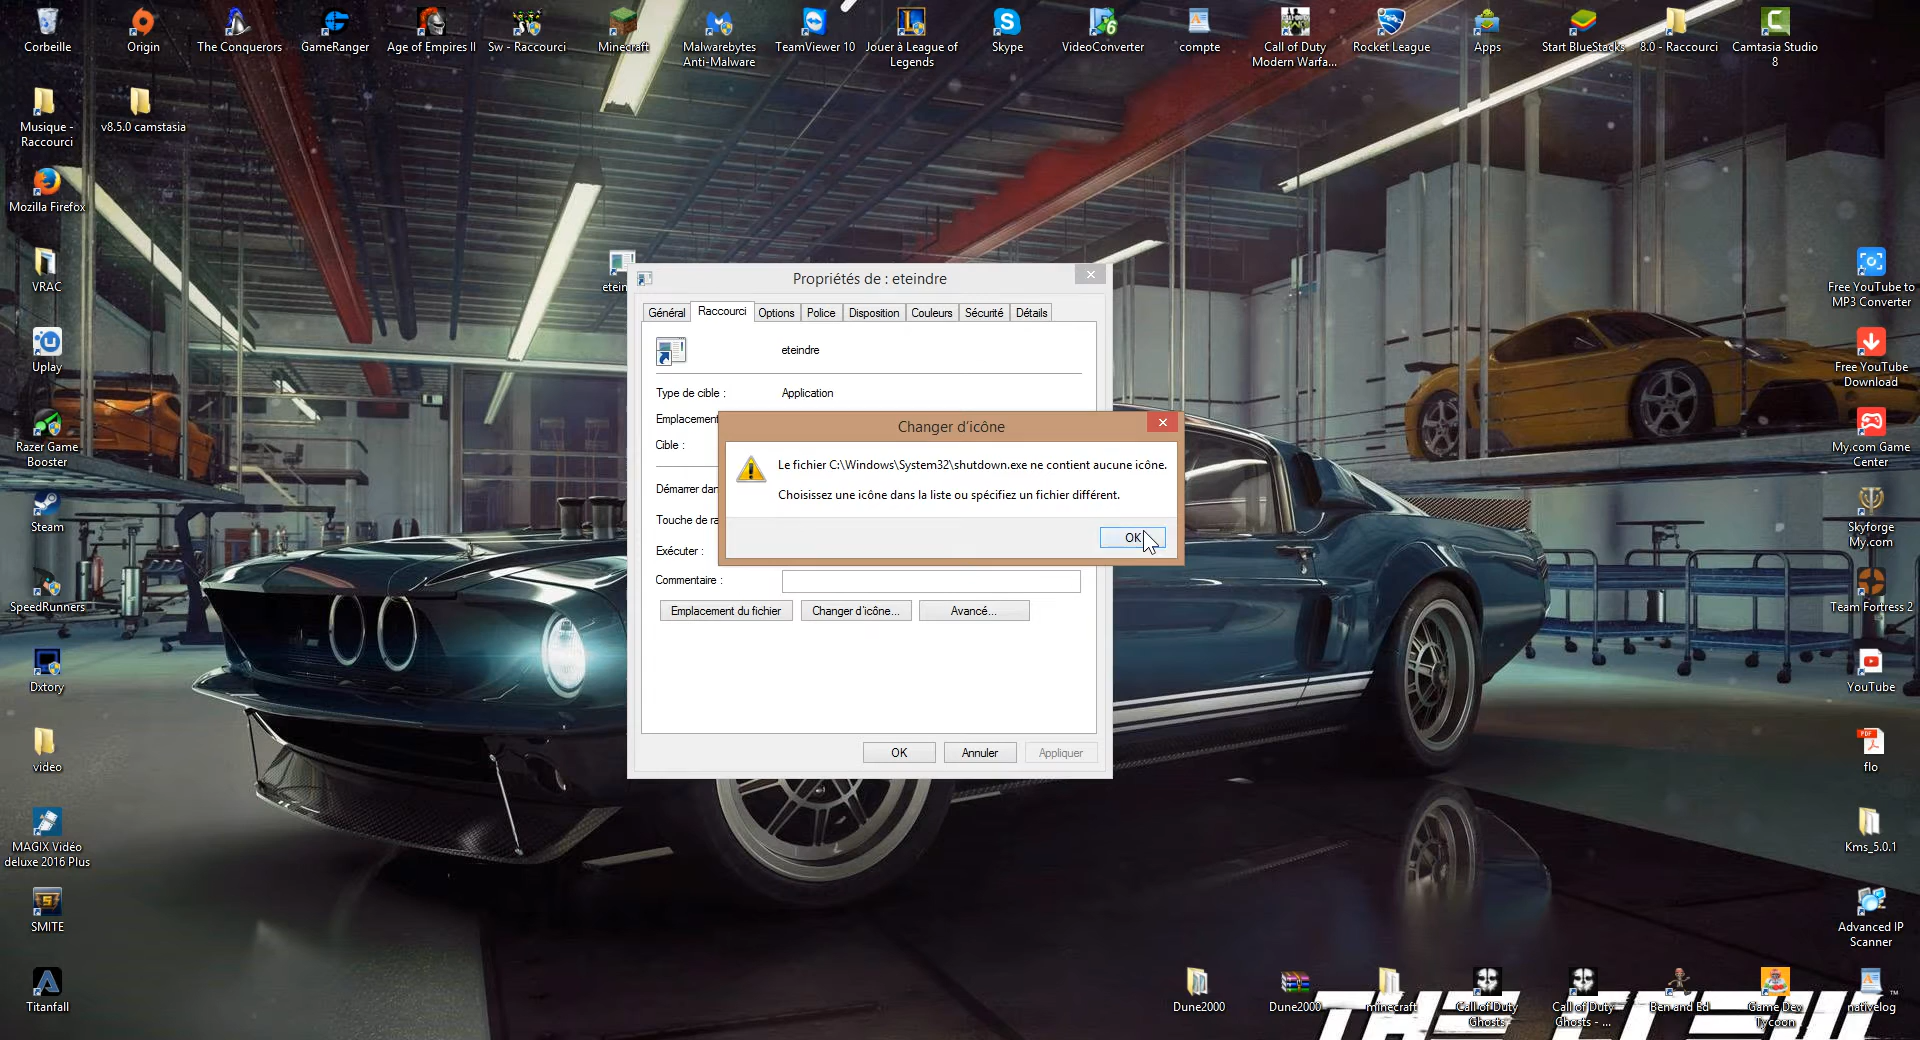 Corbeille
Origin
The Conquerors
GameRanger
Age of Empires II
Sw - Raccourci
Minecraft
Malwarebytes
Anti-Malware
TeamViewer 10
Jouer à League of
Legends
Skype
VideoConverter
compte
Call of Duty
Modern Warfa...
Rocket League
Apps
Start BlueStacks
8.0 - Raccourci
Camtasia Studio
8
Musique -
Raccourci
v8.5.0 camstasia
Mozilla Firefox
VRAC
Uplay
Razer Game
Booster
Steam
SpeedRunners
Dxtory
video
MAGIX Vidéo
deluxe 2016 Plus
SMITE
Titanfall
Propriétés de : eteindre
Général
Raccourci
Options
Police
Disposition
Couleurs
Sécurité
Détails
eteindre
Type de cible :
Application
Cible :
Exécuter :
Commentaire :
Emplacement du fichier
Changer d'icône...
Avancé...
OK
Annuler
Appliquer
Changer d'icône
Le fichier C:\Windows\System32\shutdown.exe ne contient aucune icône.
Choisissez une icône dans la liste ou spécifiez un fichier différent.
OK
Free YouTube to
MP3 Converter
Free YouTube
Download
My.com Game
Center
Skyforge
My.com
Team Fortress 2
YouTube
PDF
flo
Kms_5.0.1
Advanced IP
Scanner
Dune2000
Dune2000
minecraft
Call of Duty
Ghosts
Call of Duty
Ghosts - ...
Ben and Ed
Game Dev
Tycoon
nativelog
THE CREW